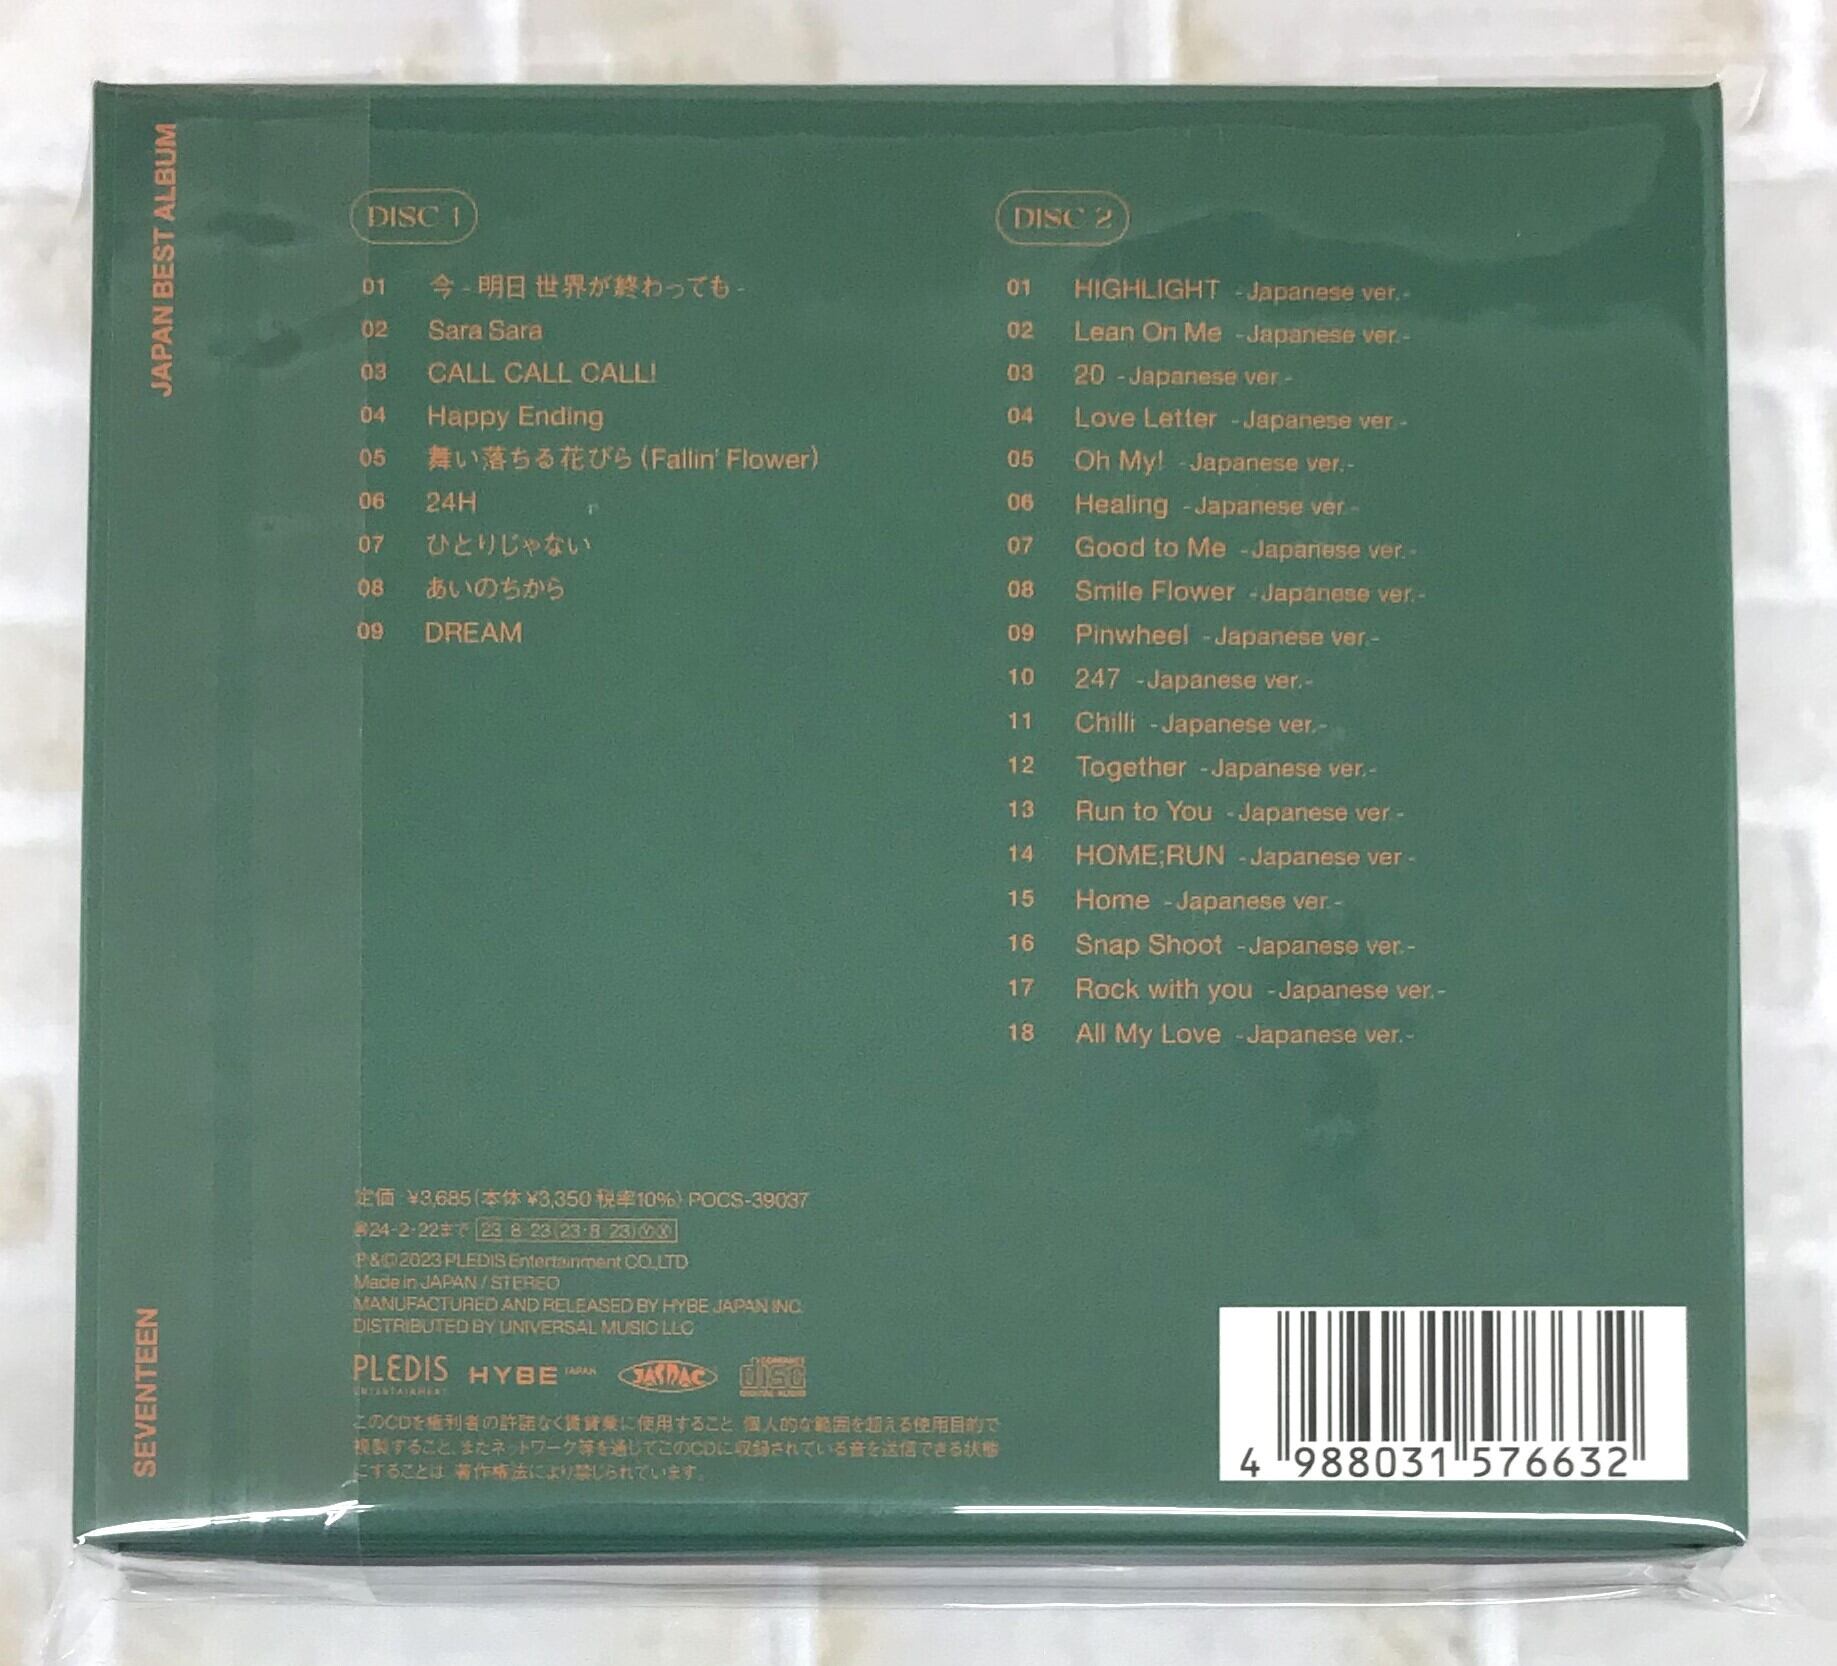 JAPAN BEST ALBUM
SEVENTEEN
DISC 1
01 今 - 明日 世界が終わっても -
02 Sara Sara
03 CALL CALL CALL!
04 Happy Ending
05 舞い落ちる花びら (Fallin' Flower)
06 24H
07 ひとりじゃない
08 あいのちから
09 DREAM
DISC 2
01 HIGHLIGHT -Japanese ver.-
02 Lean On Me -Japanese ver.-
03 20 -Japanese ver.-
04 Love Letter -Japanese ver.-
05 Oh My! -Japanese ver.-
06 Healing -Japanese ver.-
07 Good to Me -Japanese ver.-
08 Smile Flower -Japanese ver.-
09 Pinwheel -Japanese ver.-
10 247 -Japanese ver.-
11 Chilli -Japanese ver.-
12 Together -Japanese ver.-
13 Run to You -Japanese ver.-
14 HOME;RUN -Japanese ver.-
15 Home -Japanese ver.-
16 Snap Shoot -Japanese ver.-
17 Rock with you -Japanese ver.-
18 All My Love -Japanese ver.-
定価 ¥3,685 (本体 ¥3,350 税率10%) POCS-39037
24-2-22まで 23・8・23 (23・8・23) Ⓨ Ⓧ
℗&© 2023 PLEDIS Entertainment CO.,LTD
Made in JAPAN / STEREO
MANUFACTURED AND RELEASED BY HYBE JAPAN INC.
DISTRIBUTED BY UNIVERSAL MUSIC LLC
PLEDIS ENTERTAINMENT HYBE JAPAN JASRAC COMPACT DISC DIGITAL AUDIO
このCDを権利者の許諾なく賃貸業に使用すること、個人的な範囲を超える使用目的で
複製すること、またネットワーク等を通じてこのCDに収録されている音を送信できる状態
にすることは、著作権法により禁じられています。
4 988031 576632